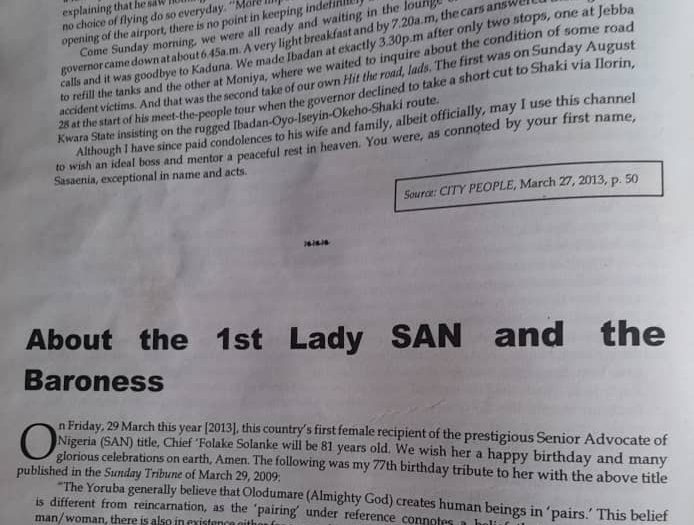 explaining that he saw
no choice of flying do so everyday. "More
opening of the airport, there is no point in keeping indefinitely
Come Sunday morning, we were all ready and waiting in the lounge
governor came down at about 6.45a.m. A very light breakfast and by 7.20a.m, the cars answered
calls and it was goodbye to Kaduna. We made Ibadan at exactly 3.30p.m after only two stops, one at Jebba
to refill the tanks and the other at Moniya, where we waited to inquire about the condition of some road
accident victims. And that was the second take of our own Hit the road, lads. The first was on Sunday August
28 at the start of his meet-the-people tour when the governor declined to take a short cut to Shaki via Ilorin,
Kwara State insisting on the rugged Ibadan-Oyo-Iseyin-Okeho-Shaki route.
Although I have since paid condolences to his wife and family, albeit officially, may I use this channel
to wish an ideal boss and mentor a peaceful rest in heaven. You were, as connoted by your first name,
Sasaenia, exceptional in name and acts.
Source: CITY PEOPLE, March 27, 2013, p. 50
About the 1st Lady SAN and the
Baroness
On Friday, 29 March this year [2013], this country's first female recipient of the prestigious Senior Advocate of
Nigeria (SAN) title, Chief 'Folake Solanke will be 81 years old. We wish her a happy birthday and many
glorious celebrations on earth, Amen. The following was my 77th birthday tribute to her with the above title
published in the Sunday Tribune of March 29, 2009:
"The Yoruba generally believe that Olodumare (Almighty God) creates human beings in 'pairs.' This belief
is different from reincarnation, as the 'pairing' under reference connotes a
man/woman, there is also in existence